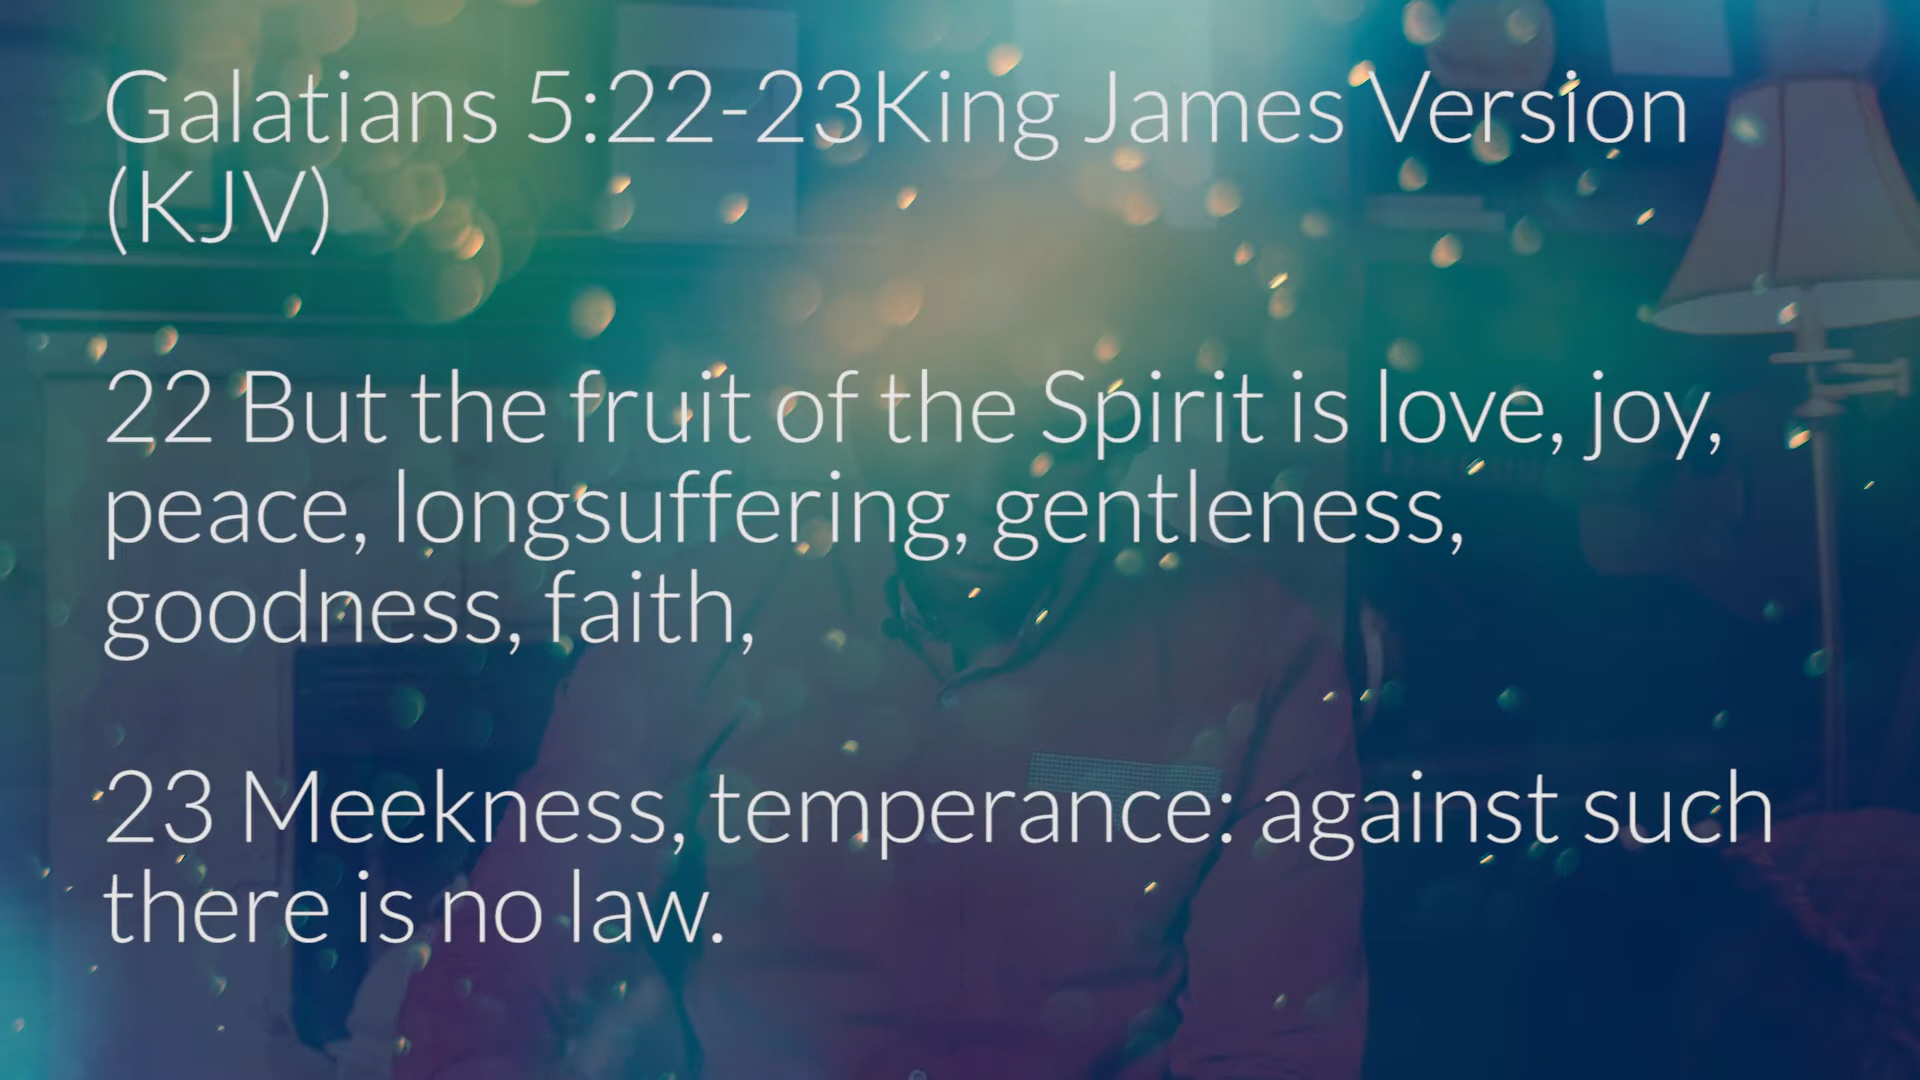 Galatians 5:22-23King James Version
(KJV)
22 But the fruit of the Spirit is love, joy,
peace, longsuffering, gentleness,
goodness, faith,
23 Meekness, temperance: against such
there is no law.